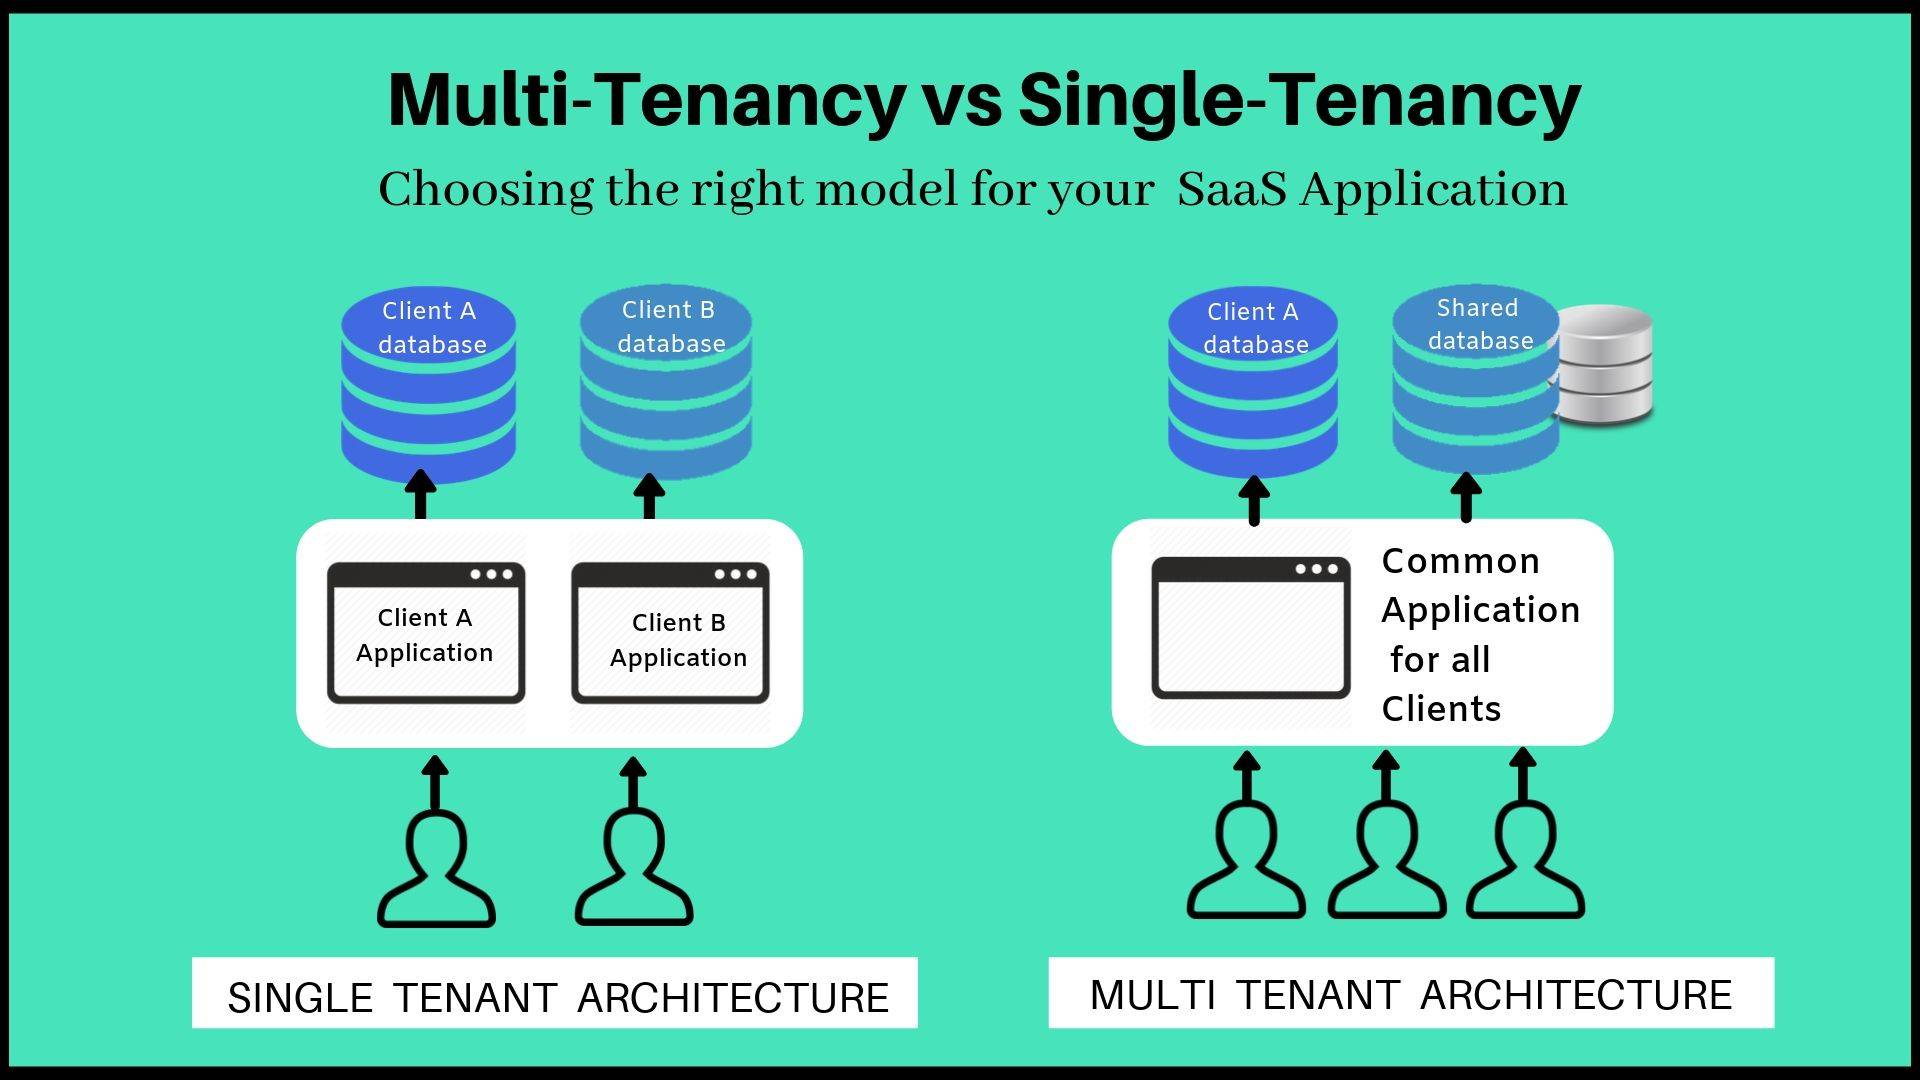 Multi-Tenancy vs Single-Tenancy
Choosing the right model for your SaaS Application
Client A
database
Client B
database
Client A
Application
Client B
Application
SINGLE TENANT ARCHITECTURE
Client A
database
Shared
database
Common
Application
for all
Clients
MULTI TENANT ARCHITECTURE